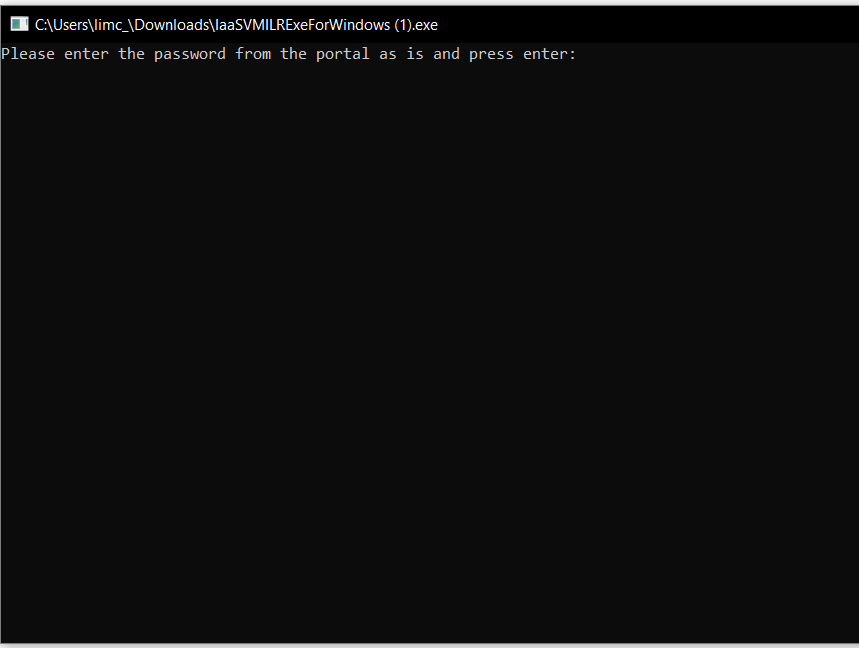 C:\Users\limc_\Downloads\IaaSVMILRExeForWindows (1).exe
Please enter the password from the portal as is and press enter: